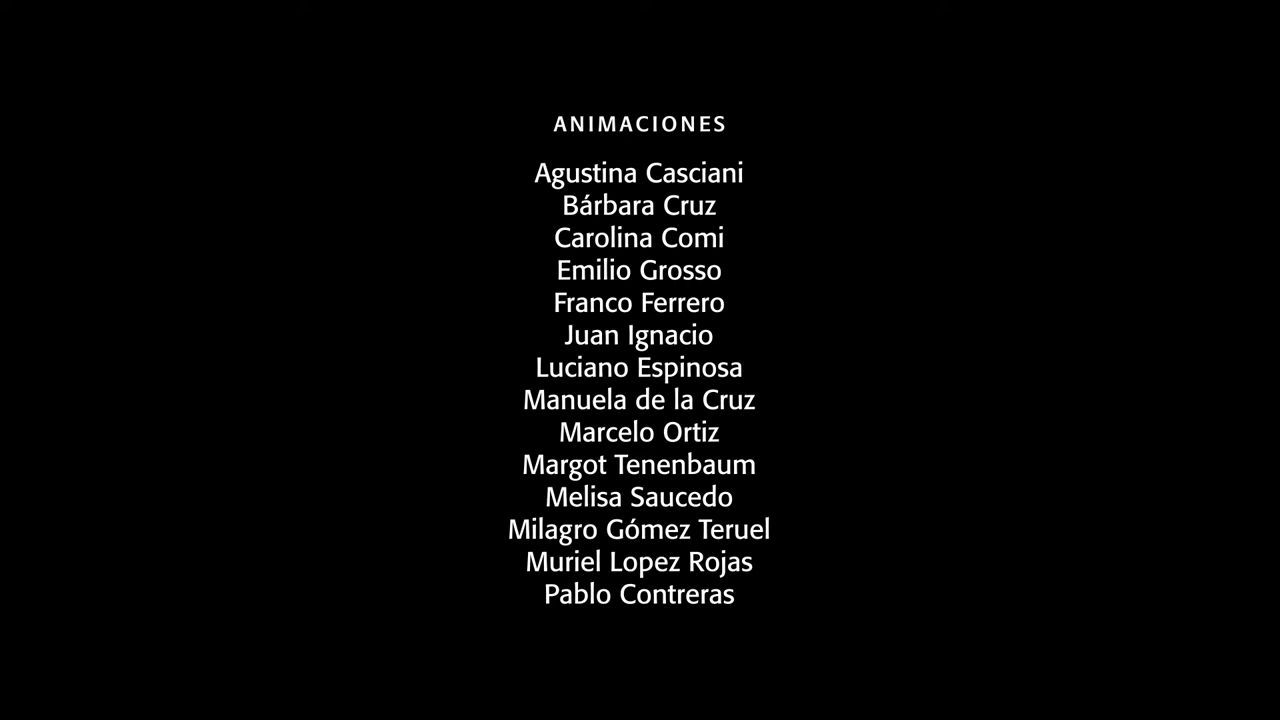 ANIMACIONES
Agustina Casciani
Bárbara Cruz
Carolina Comi
Emilio Grosso
Franco Ferrero
Juan Ignacio
Luciano Espinosa
Manuela de la Cruz
Marcelo Ortiz
Margot Tenenbaum
Melisa Saucedo
Milagro Gómez Teruel
Muriel Lopez Rojas
Pablo Contreras